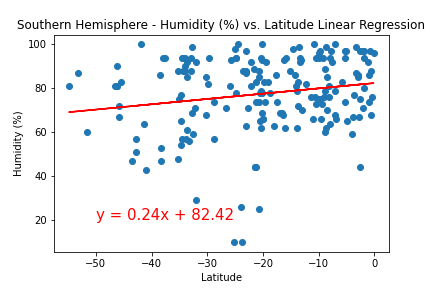 Southern Hemisphere - Humidity (%) vs. Latitude Linear Regression
100
80
60
40
20
Humidity (%)
y = 0.24x + 82.42
−50
−40
−30
−20
−10
0
Latitude